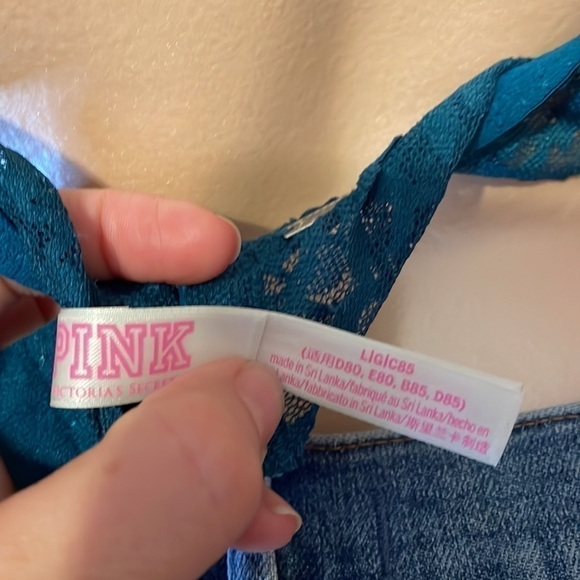 PINK
VICTORIA'S SECRET
L|G|C85
(适用D80, E80, B85, D85)
made in Sri Lanka/fabriqué au Sri Lanka/hecho en
Lanka/fabbricato in Sri Lanka/斯里兰卡制造